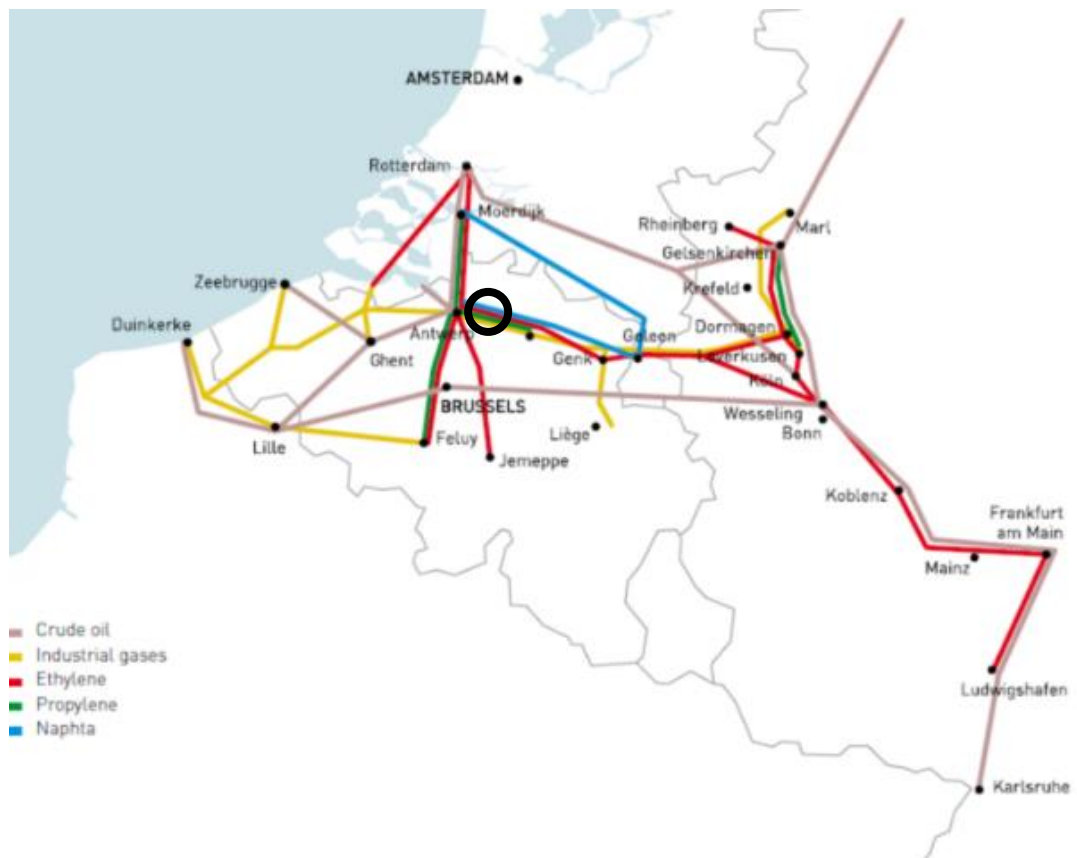 AMSTERDAM
Rotterdam
Moerdijk
Rheinberg
Marl
Gelsenkirchen
Zeebrugge
Krefeld
Duinkerke
Antwerp
Geleen
Dormagen
Ghent
Genk
Leverkusen
Köln
BRUSSELS
Wesseling
Lille
Feluy
Liège
Bonn
Jemeppe
Koblenz
Frankfurt
am Main
Mainz
Crude oil
Industrial gases
Ethylene
Ludwigshafen
Propylene
Naphta
Karlsruhe